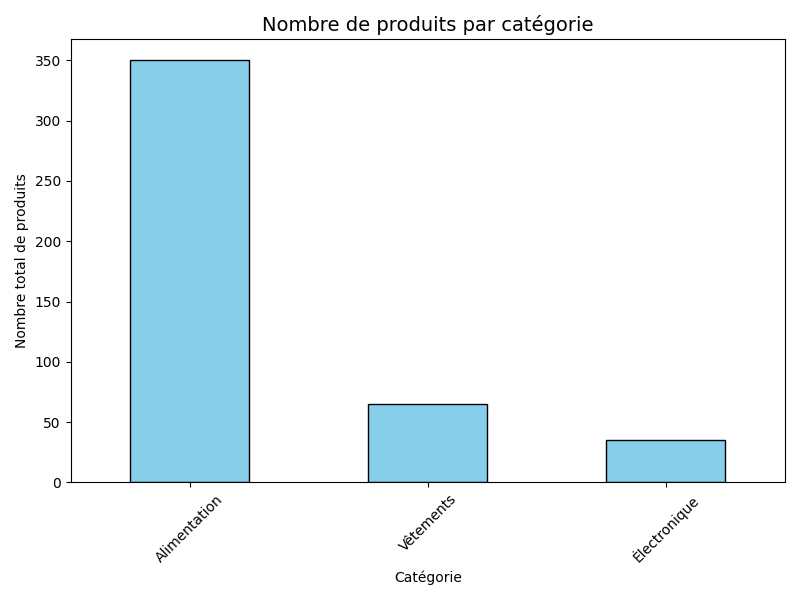 Nombre de produits par catégorie
Nombre total de produits
350
300
250
200
150
100
50
0
Alimentation
Vêtements
Électronique
Catégorie